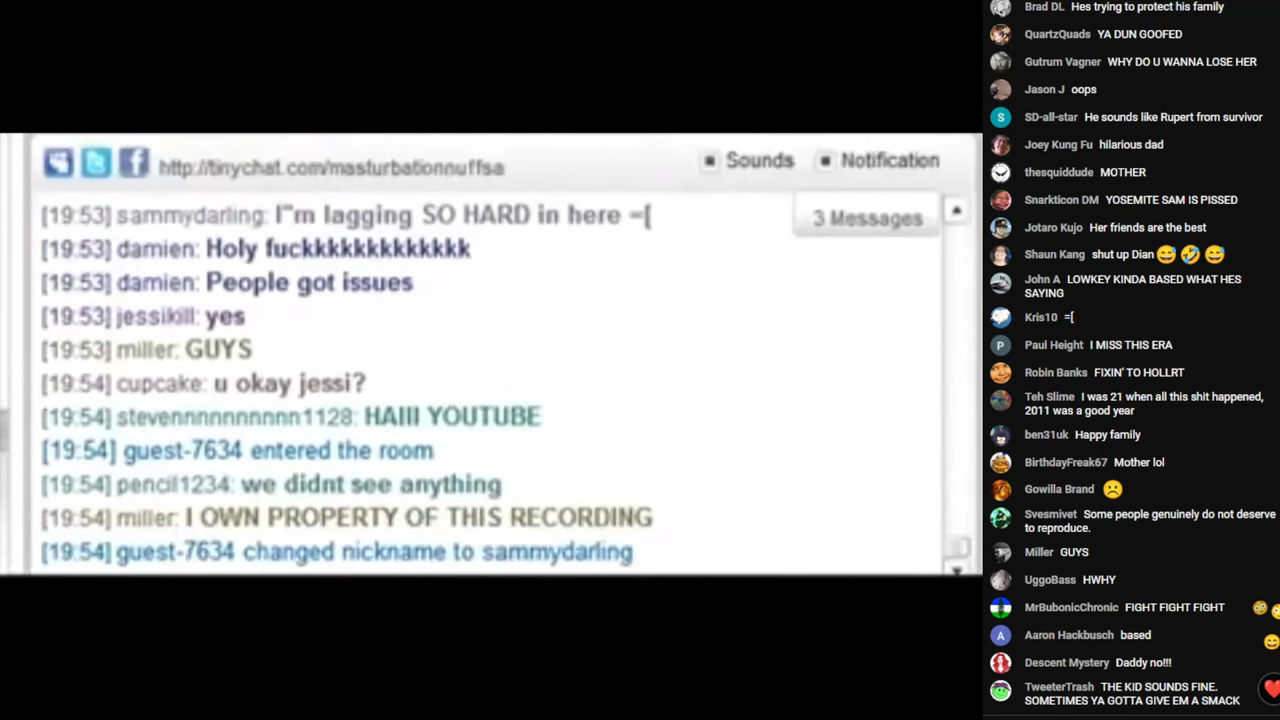 http://tinychat.com/masturbationnuffsa
Sounds
Notification
3 Messages
[19:53] sammydarling: I"m lagging SO HARD in here =[
[19:53] damien: Holy fuckkkkkkkkkkkkk
[19:53] damien: People got issues
[19:53] jessikill: yes
[19:53] miller: GUYS
[19:54] cupcake: u okay jessi?
[19:54] stevennnnnnnnnn1128: HAIII YOUTUBE
[19:54] guest-7634 entered the room
[19:54] pencil1234: we didnt see anything
[19:54] miller: I OWN PROPERTY OF THIS RECORDING
[19:54] guest-7634 changed nickname to sammydarling
Brad DL Hes trying to protect his family
QuartzQuads YA DUN GOOFED
Gutrum Vagner WHY DO U WANNA LOSE HER
Jason J oops
S
SD-all-star He sounds like Rupert from survivor
Joey Kung Fu hilarious dad
thesquiddude MOTHER
Snarkticon DM YOSEMITE SAM IS PISSED
Jotaro Kujo Her friends are the best
Shaun Kang shut up Dian 😅🤣😅
John A LOWKEY KINDA BASED WHAT HES
SAYING
Kris10 =[
P
Paul Height I MISS THIS ERA
Robin Banks FIXIN' TO HOLLRT
Teh Slime I was 21 when all this shit happened,
2011 was a good year
ben31uk Happy family
BirthdayFreak67 Mother lol
Gowilla Brand ☹️
Svesmivet Some people genuinely do not deserve
to reproduce.
Miller GUYS
UggoBass HWHY
MrBubonicChronic FIGHT FIGHT FIGHT
A
Aaron Hackbusch based
Descent Mystery Daddy no!!!
TweeterTrash THE KID SOUNDS FINE.
SOMETIMES YA GOTTA GIVE EM A SMACK